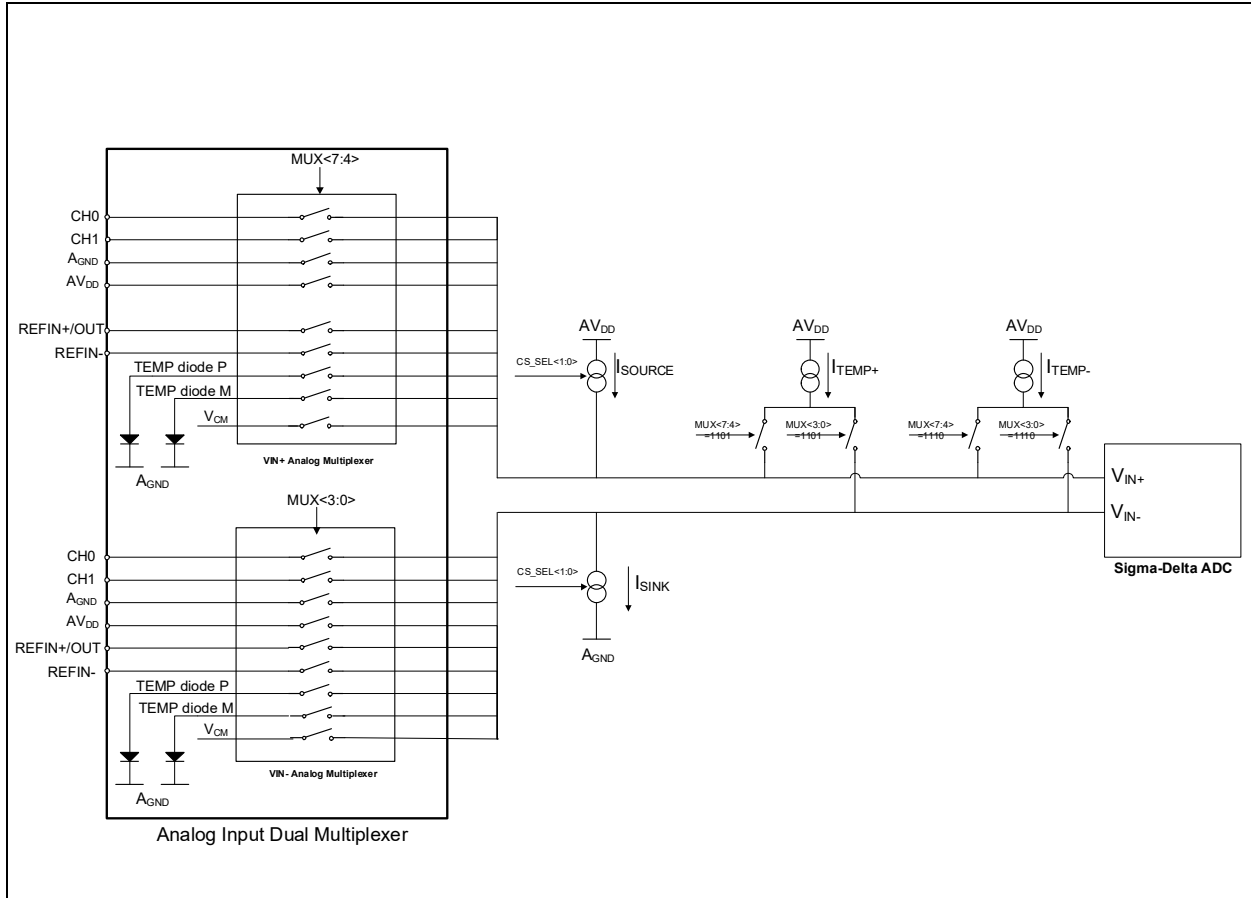 MUX<7:4>
CH0
CH1
AGND
AVDD
REFIN+/OUT
REFIN-
TEMP diode P
TEMP diode M
VCM
AGND
VIN+ Analog Multiplexer
MUX<3:0>
CH0
CH1
AGND
AVDD
REFIN+/OUT
REFIN-
TEMP diode P
TEMP diode M
VCM
AGND
VIN- Analog Multiplexer
Analog Input Dual Multiplexer
AVDD
CS_SEL<1:0>
ISOURCE
CS_SEL<1:0>
ISINK
AGND
AVDD
ITEMP+
MUX<7:4>
=1101
MUX<3:0>
=1101
AVDD
ITEMP-
MUX<7:4>
=1110
MUX<3:0>
=1110
VIN+
VIN-
Sigma-Delta ADC